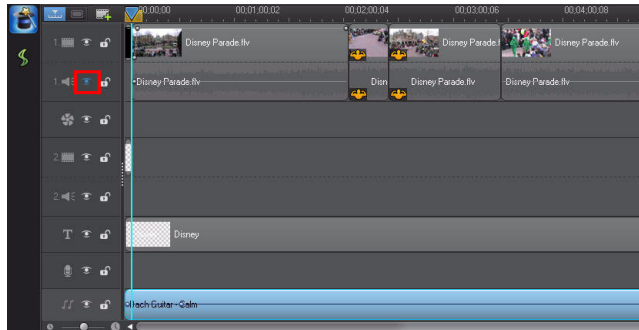 00;00;00 00;01;00;02 00;02;00;04 00;03;00;06 00;04;00;08
1 Disney Parade.flv Disney Parade.f Disney Parade.flv
1 Disney Parade.flv Disn Disney Parade.flv Disney Parade.flv
2
2
T Disney
Bach Guitar - Calm